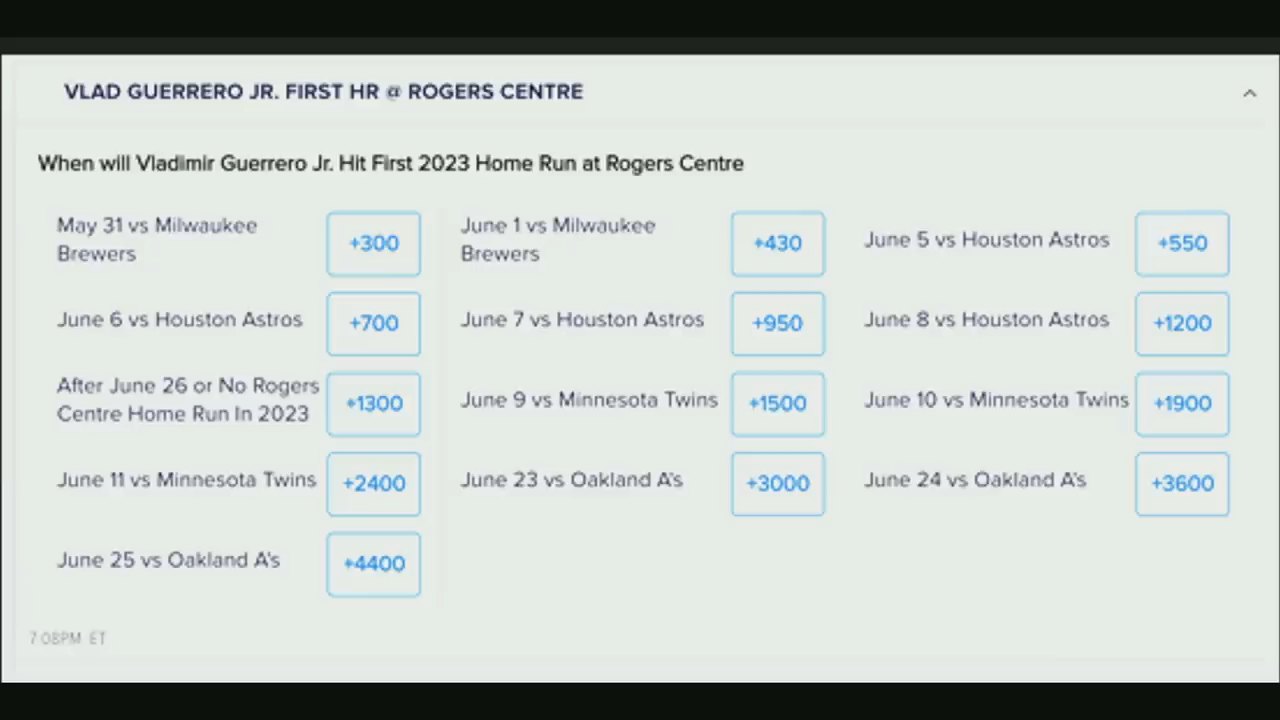 VLAD GUERRERO JR. FIRST HR @ ROGERS CENTRE
When will Vladimir Guerrero Jr. Hit First 2023 Home Run at Rogers Centre
May 31 vs Milwaukee
Brewers
+300
June 1 vs Milwaukee
Brewers
+430
June 5 vs Houston Astros
+550
June 6 vs Houston Astros
+700
June 7 vs Houston Astros
+950
June 8 vs Houston Astros
+1200
After June 26 or No Rogers
Centre Home Run In 2023
+1300
June 9 vs Minnesota Twins
+1500
June 10 vs Minnesota Twins
+1900
June 11 vs Minnesota Twins
+2400
June 23 vs Oakland A's
+3000
June 24 vs Oakland A's
+3600
June 25 vs Oakland A's
+4400
7:08PM ET